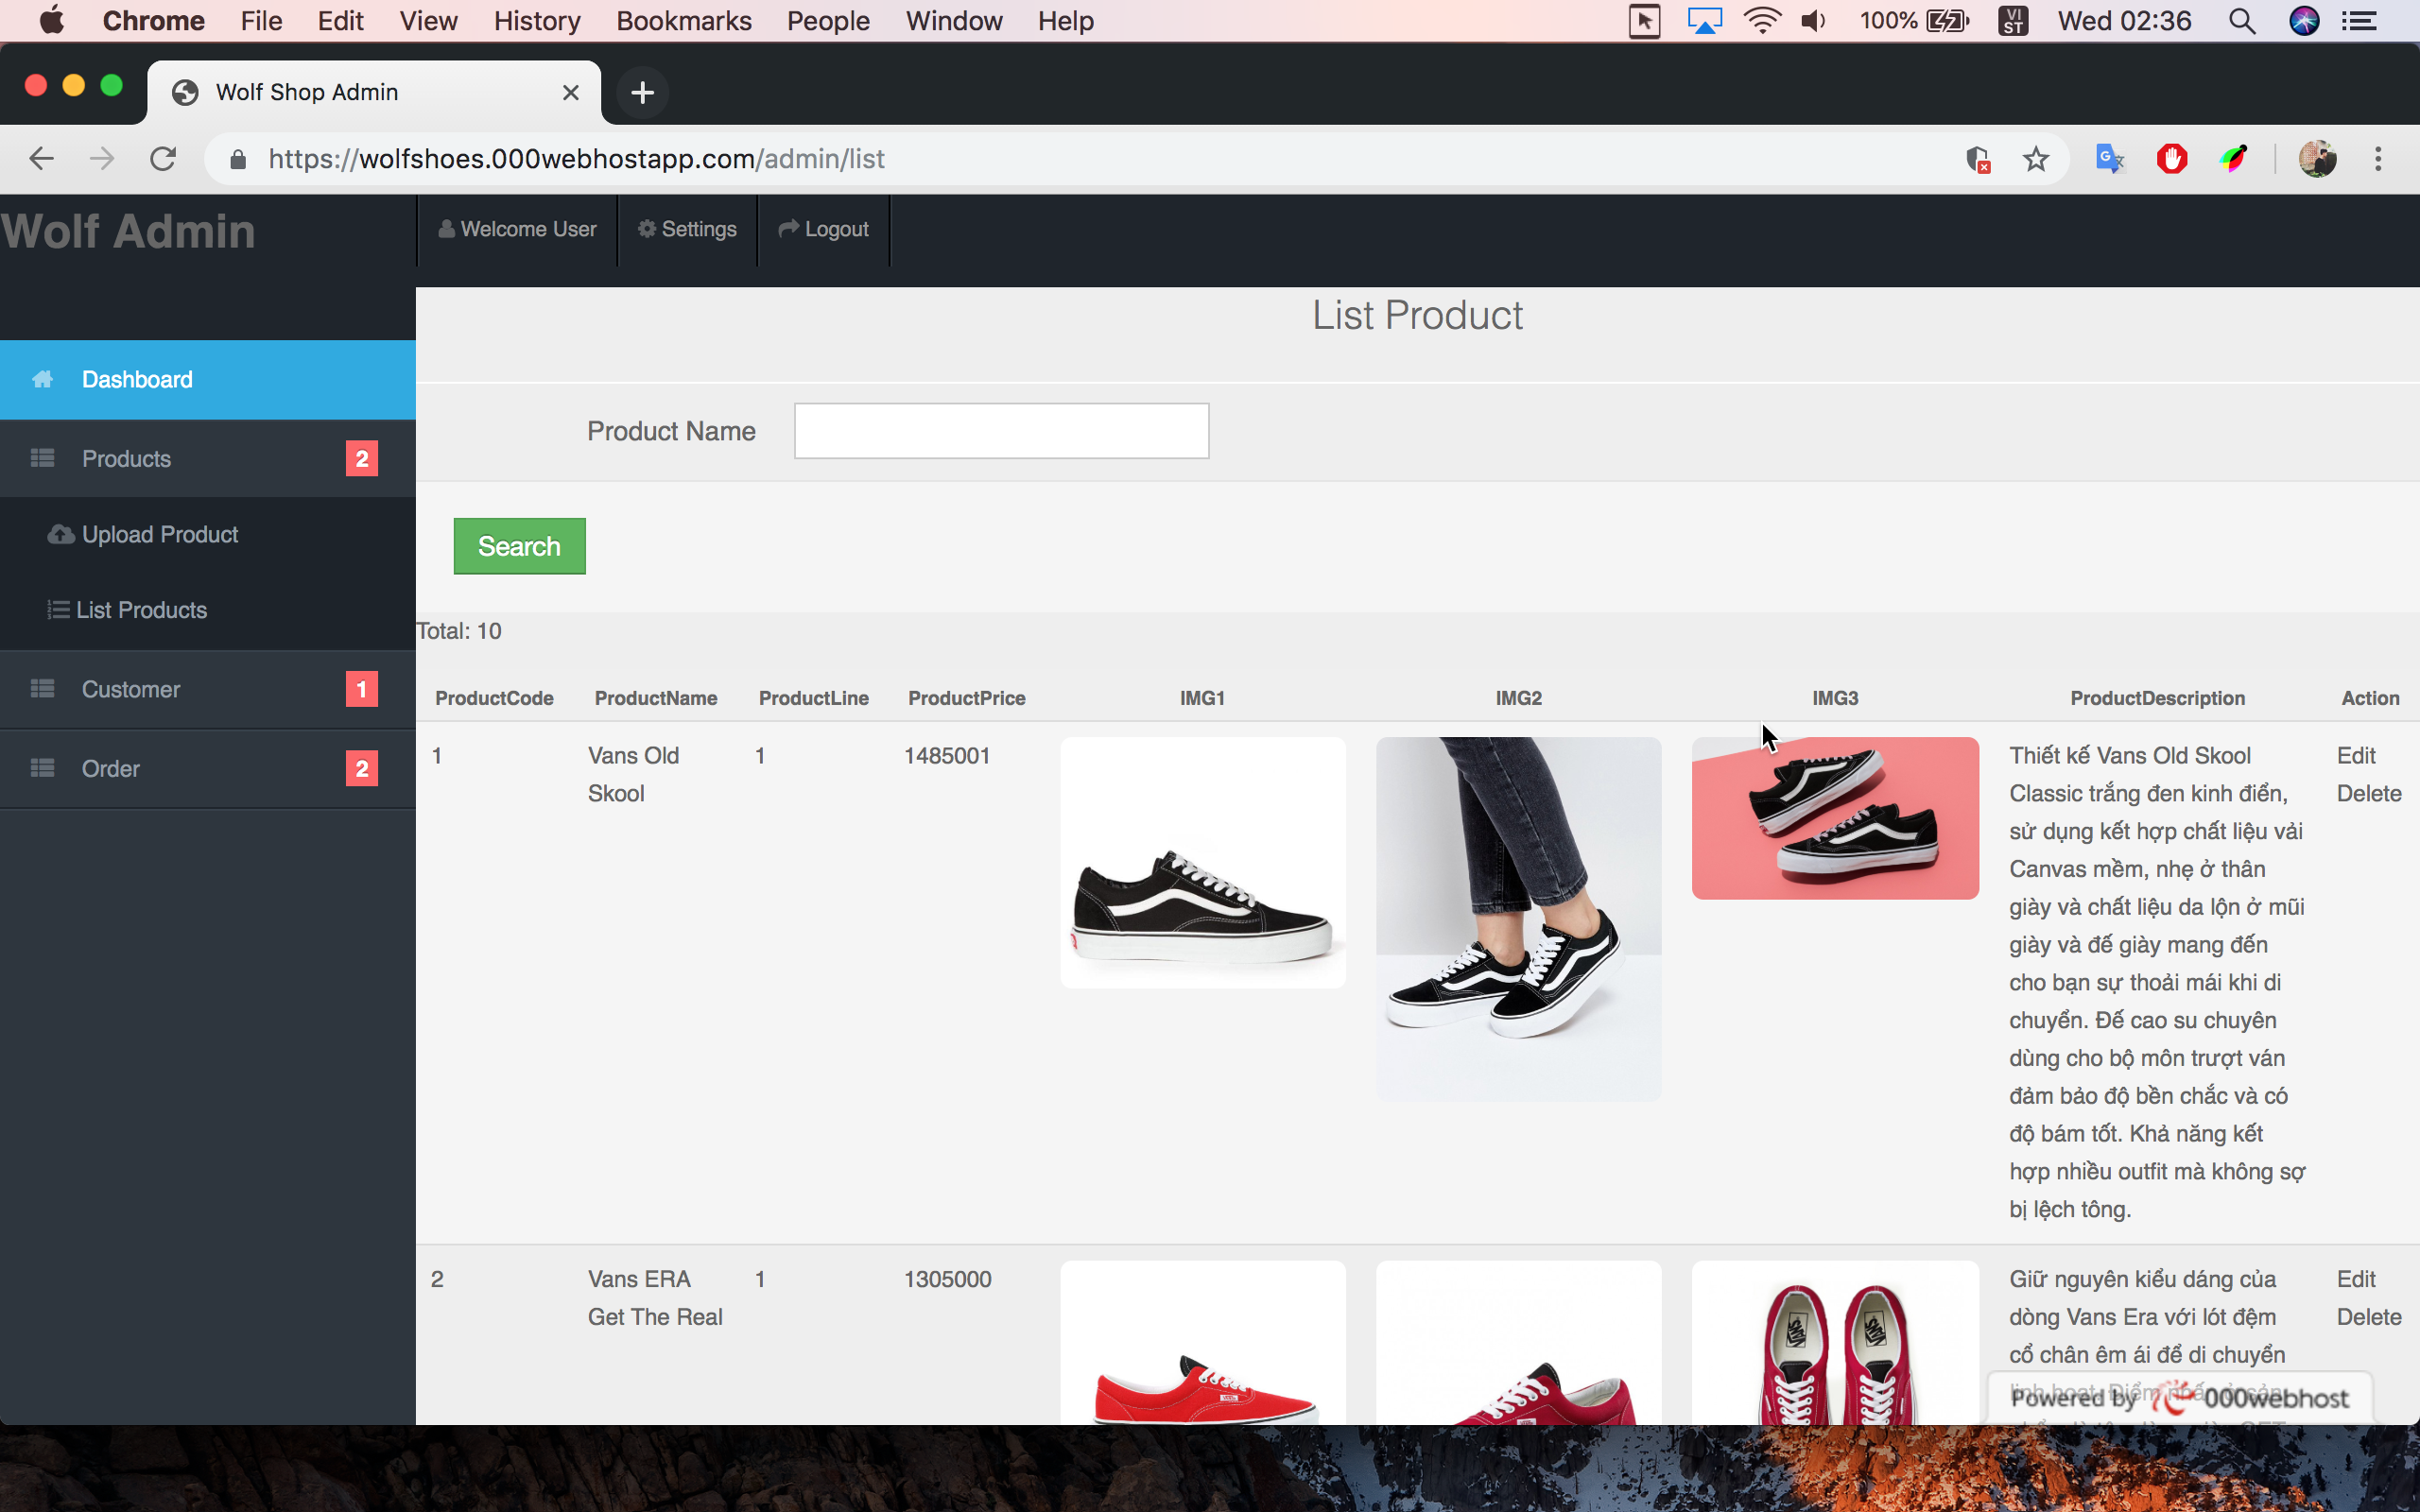 Chrome File Edit View History Bookmarks People Window Help 100% VI ST Wed 02:36
Wolf Shop Admin
https://wolfshoes.000webhostapp.com/admin/list
Wolf Admin
Welcome User Settings Logout
List Product
Dashboard
Product Name
Products 2
Upload Product
Search
List Products
Total: 10
Customer 1
ProductCode ProductName ProductLine ProductPrice IMG1 IMG2 IMG3 ProductDescription Action
Order 2
1 Vans Old 1 1485001 Thiết kế Vans Old Skool Edit
Skool Classic trắng đen kinh điển, Delete
sử dụng kết hợp chất liệu vải
Canvas mềm, nhẹ ở thân
giày và chất liệu da lộn ở mũi
giày và đế giày mang đến
cho bạn sự thoải mái khi di
chuyển. Đế cao su chuyên
dùng cho bộ môn trượt ván
đảm bảo độ bền chắc và có
độ bám tốt. Khả năng kết
hợp nhiều outfit mà không sợ
bị lệch tông.
2 Vans ERA 1 1305000 Giữ nguyên kiểu dáng của Edit
Get The Real dòng Vans Era với lót đệm Delete
cổ chân êm ái để di chuyển
Powered by 000webhost